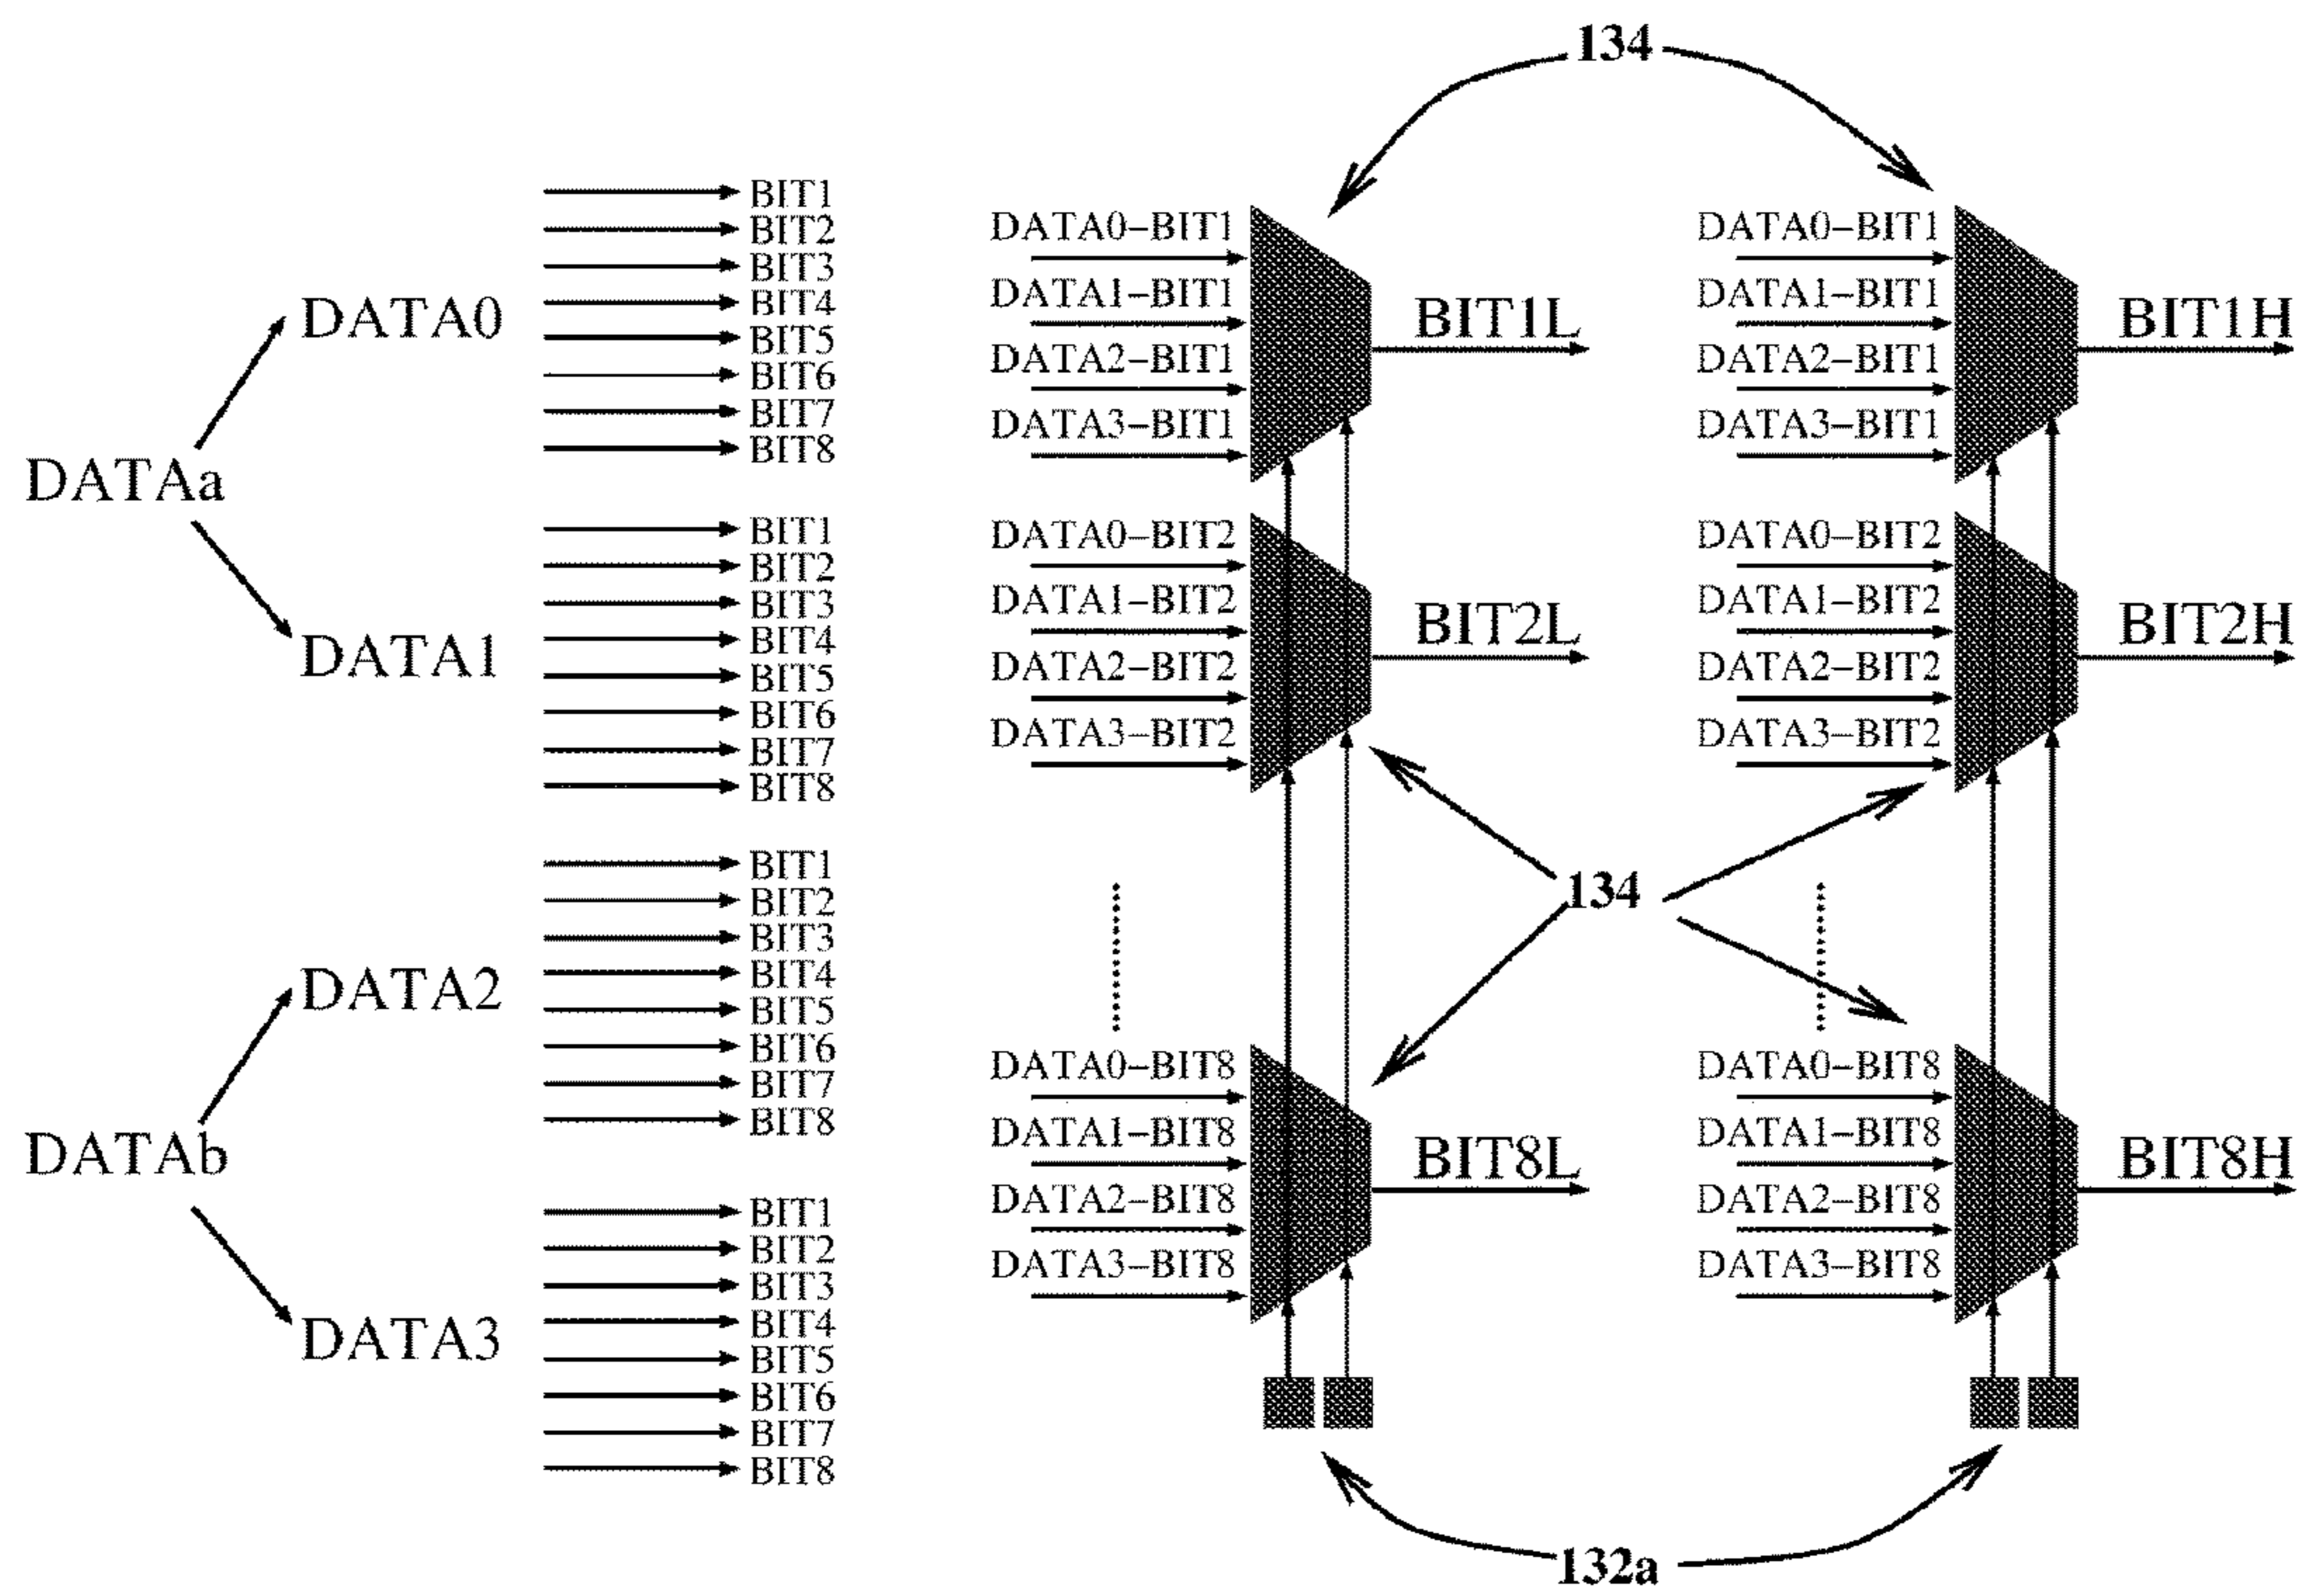 134
DATAa
DATA0
BIT1
BIT2
BIT3
BIT4
BIT5
BIT6
BIT7
BIT8
DATA1
BIT1
BIT2
BIT3
BIT4
BIT5
BIT6
BIT7
BIT8
DATAb
DATA2
BIT1
BIT2
BIT3
BIT4
BIT5
BIT6
BIT7
BIT8
DATA3
BIT1
BIT2
BIT3
BIT4
BIT5
BIT6
BIT7
BIT8
DATA0–BIT1
DATA1–BIT1
DATA2–BIT1
DATA3–BIT1
BIT1L
DATA0–BIT2
DATA1–BIT2
DATA2–BIT2
DATA3–BIT2
BIT2L
134
DATA0–BIT8
DATA1–BIT8
DATA2–BIT8
DATA3–BIT8
BIT8L
DATA0–BIT1
DATA1–BIT1
DATA2–BIT1
DATA3–BIT1
BIT1H
DATA0–BIT2
DATA1–BIT2
DATA2–BIT2
DATA3–BIT2
BIT2H
DATA0–BIT8
DATA1–BIT8
DATA2–BIT8
DATA3–BIT8
BIT8H
132a